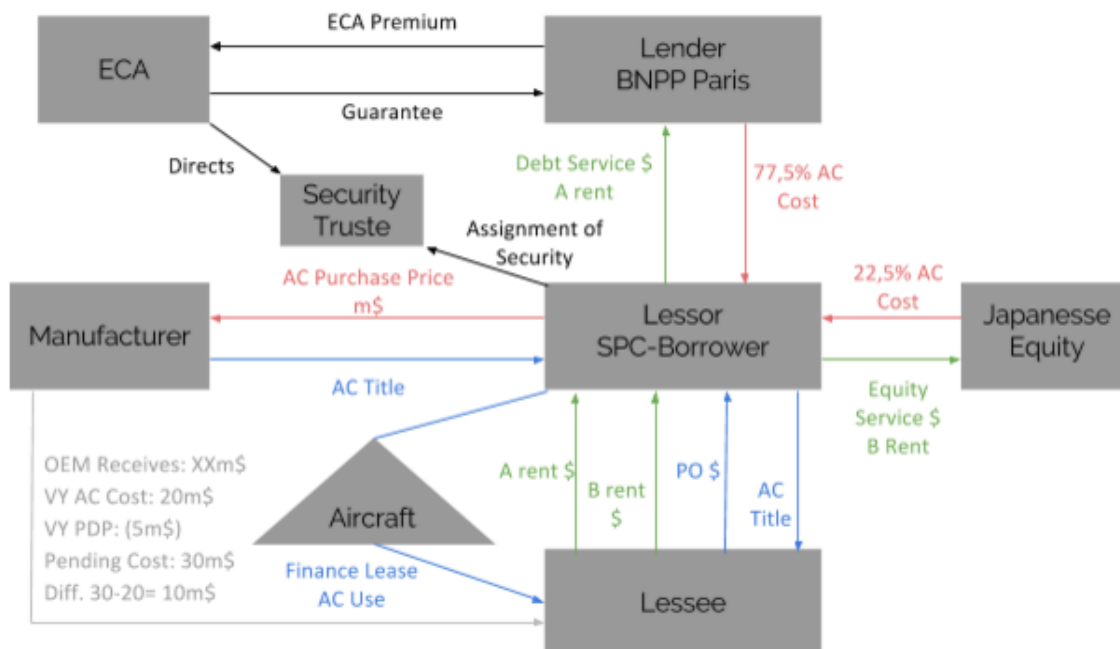 ECA Premium
ECA
Lender
BNPP Paris
Guarantee
Directs
Debt Service $
A rent
77,5% AC
Cost
Security
Truste
Assignment of
Security
AC Purchase Price
m$
22,5% AC
Cost
Manufacturer
Lessor
SPC-Borrower
Japanesse
Equity
AC Title
Equity
Service $
B Rent
OEM Receives: XXm$
VY AC Cost: 20m$
VY PDP: (5m$)
Pending Cost: 30m$
Diff. 30-20= 10m$
A rent $
B rent
$
PO $
AC
Title
Aircraft
Finance Lease
AC Use
Lessee